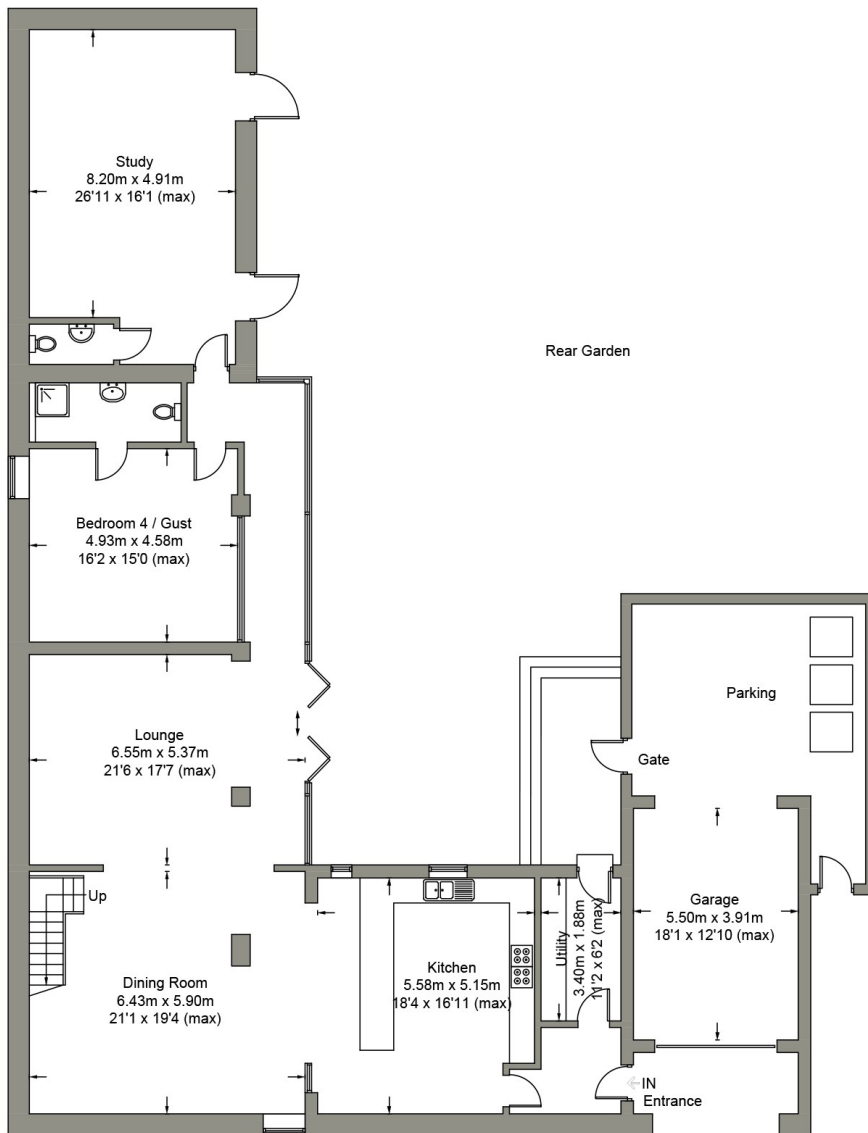 Study
8.20m x 4.91m
26'11 x 16'1 (max)
Rear Garden
Bedroom 4 / Gust
4.93m x 4.58m
16'2 x 15'0 (max)
Parking
Lounge
6.55m x 5.37m
21'6 x 17'7 (max)
Gate
Up
Garage
5.50m x 3.91m
18'1 x 12'10 (max)
Utility
3.40m x 1.88m
11'2 x 6'2 (max)
Kitchen
5.58m x 5.15m
18'4 x 16'11 (max)
Dining Room
6.43m x 5.90m
21'1 x 19'4 (max)
IN
Entrance